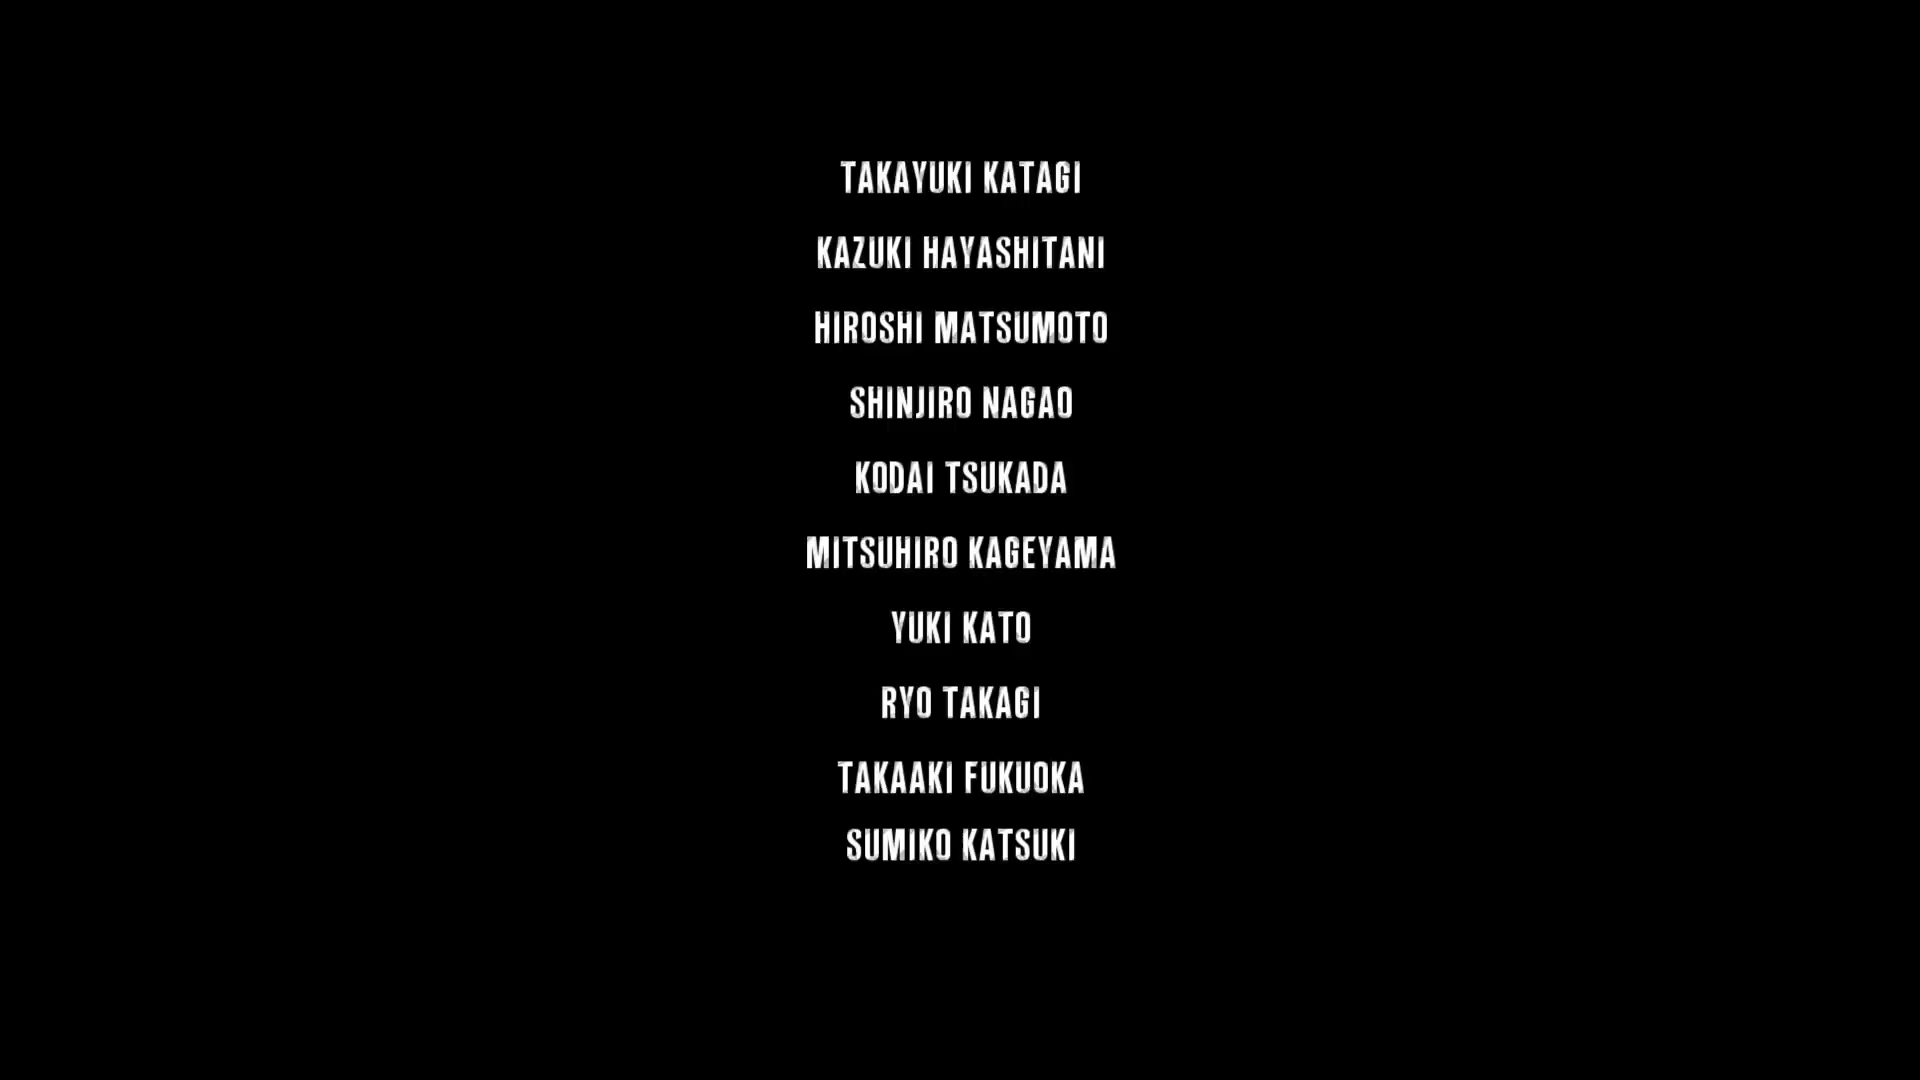 TAKAYUKI KATAGI
KAZUKI HAYASHITANI
HIROSHI MATSUMOTO
SHINJIRO NAGAO
KODAI TSUKADA
MITSUHIRO KAGEYAMA
YUKI KATO
RYO TAKAGI
TAKAAKI FUKUOKA
SUMIKO KATSUKI